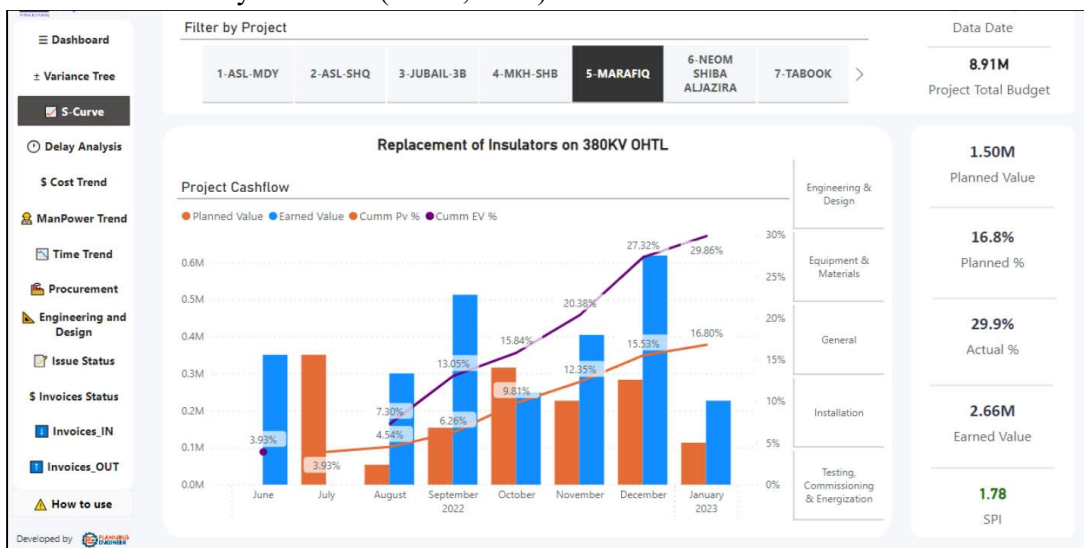 Filter by Project
Data Date
☰ Dashboard
± Variance Tree
S-Curve
Delay Analysis
$ Cost Trend
ManPower Trend
Time Trend
Procurement
Engineering and
Design
Issue Status
$ Invoices Status
Invoices_IN
Invoices_OUT
How to use
Developed by PLANNING
ENGINEER
1-ASL-MDY 2-ASL-SHQ 3-JUBAIL-3B 4-MKH-SHB 5-MARAFIQ 6-NEOM
SHIBA
ALJAZIRA
7-TABOOK >
8.91M
Project Total Budget
Replacement of Insulators on 380KV OHTL
Project Cashflow
Planned Value Earned Value Cumm Pv % Cumm EV %
0.6M
0.5M
0.4M
0.3M
0.2M
0.1M
0.0M
3.93%
3.93%
7.30%
4.54%
13.05%
6.26%
15.84%
9.81%
20.38%
12.35%
27.32%
15.53%
29.86%
16.80%
30%
25%
20%
15%
10%
5%
0%
June July August September October November December January
2022 2023
Engineering &
Design
Equipment &
Materials
General
Installation
Testing,
Commissioning
& Energization
1.50M
Planned Value
16.8%
Planned %
29.9%
Actual %
2.66M
Earned Value
1.78
SPI